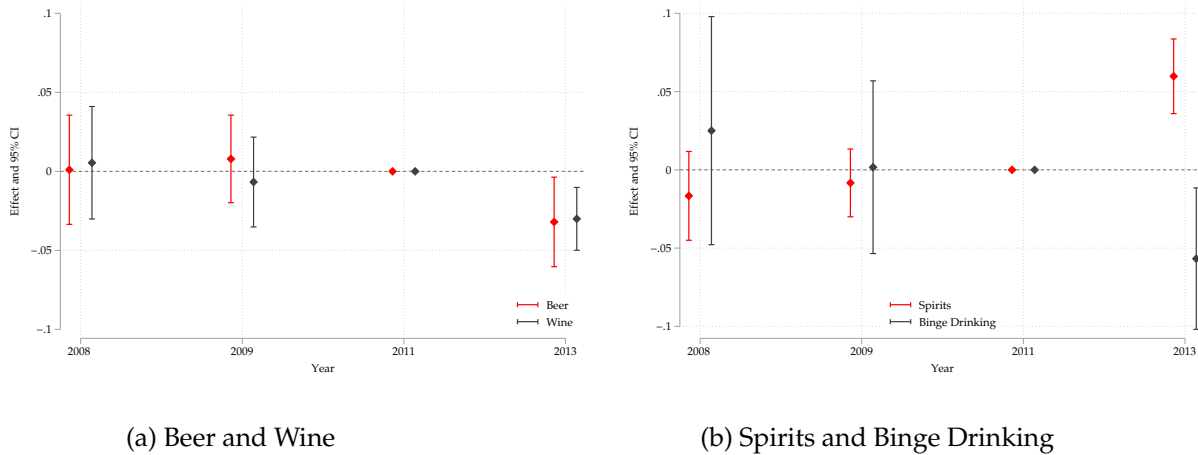 .1
.05
0
−.05
−.1
Effect and 95% CI
Beer
Wine
2008
2009
2011
2013
Year
(a) Beer and Wine
.1
.05
0
−.05
−.1
Effect and 95% CI
Spirits
Binge Drinking
2008
2009
2011
2013
Year
(b) Spirits and Binge Drinking